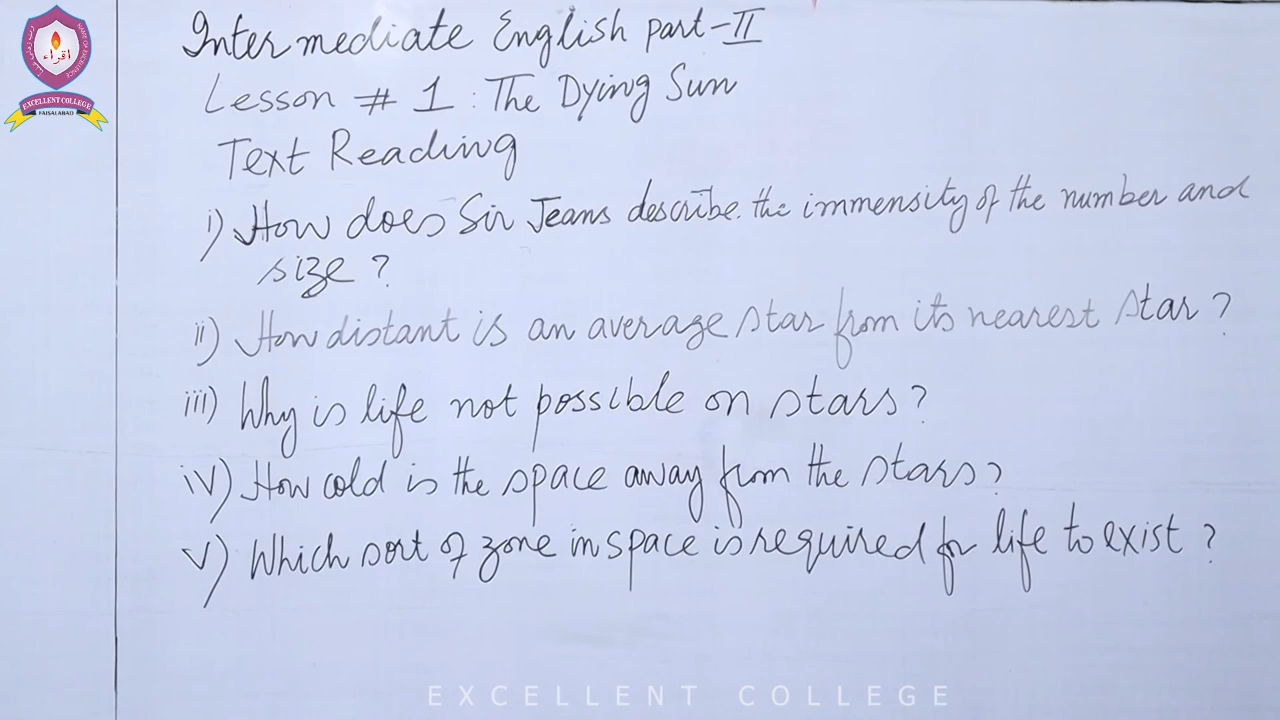 Intermediate English part-II
Lesson # 1 : The Dying Sun
Text Reading
i) How does Sir Jeans describe the immensity of the number and
size ?
ii) How distant is an average star from its nearest star ?
iii) Why is life not possible on stars ?
iv) How cold is the space away from the stars ?
v) Which sort of zone in space is required for life to exist ?
اقراء
EXCELLENT COLLEGE
FAISALABAD
EXCELLENT COLLEGE